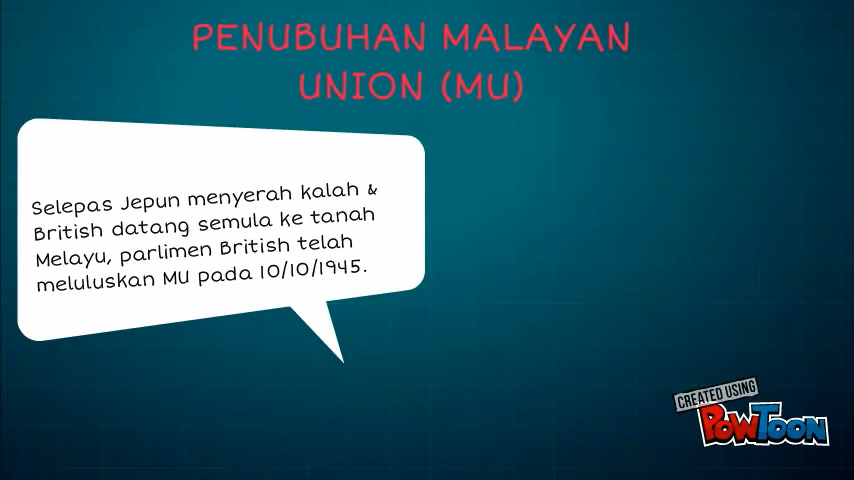 PENUBUHAN MALAYAN
UNION (MU)
Selepas Jepun menyerah kalah &
British datang semula ke tanah
Melayu, parlimen British telah
meluluskan MU pada 10/10/1945.
CREATED USING
POWTOON